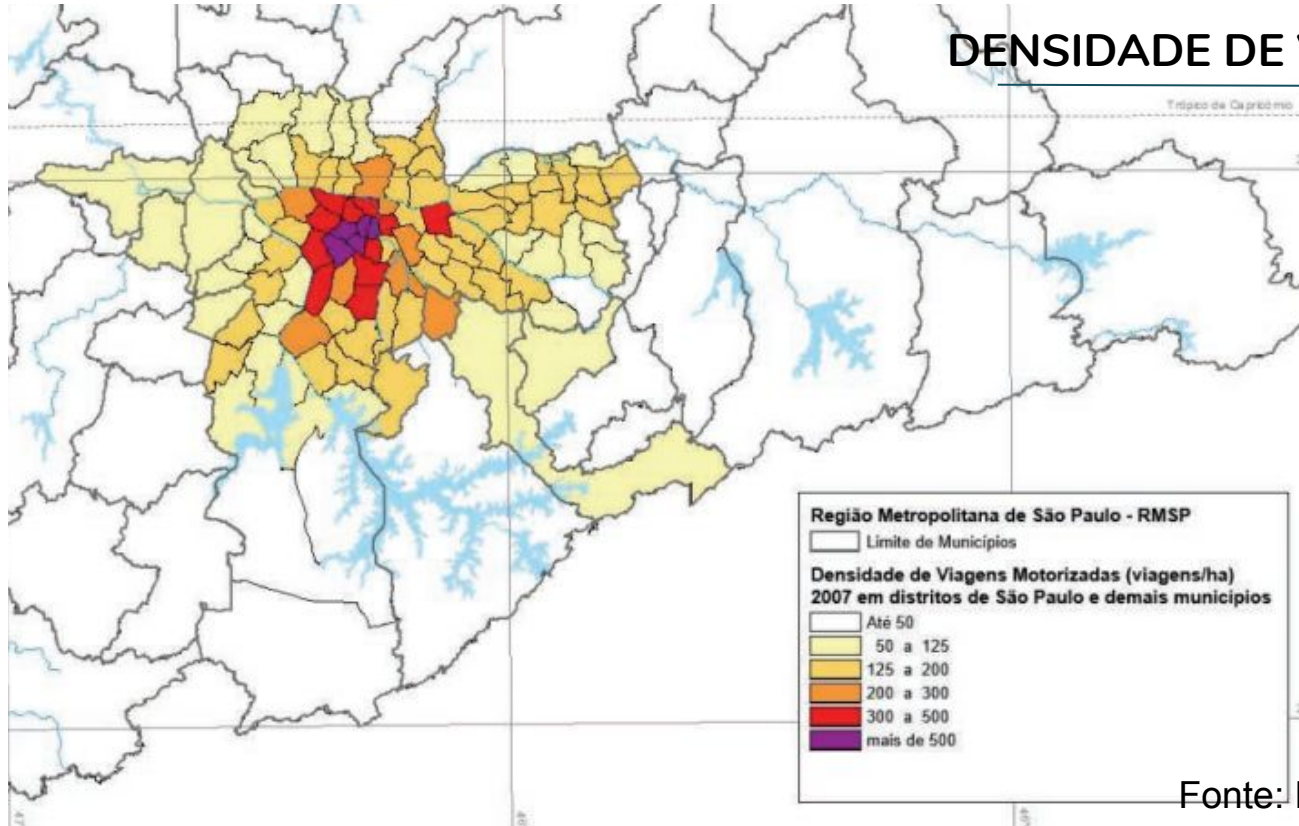 DENSIDADE DE
Trópico de Capricórnio
Região Metropolitana de São Paulo - RMSP
Limite de Municípios
Densidade de Viagens Motorizadas (viagens/ha)
2007 em distritos de São Paulo e demais municípios
Até 50
50 a 125
125 a 200
200 a 300
300 a 500
mais de 500
Fonte: